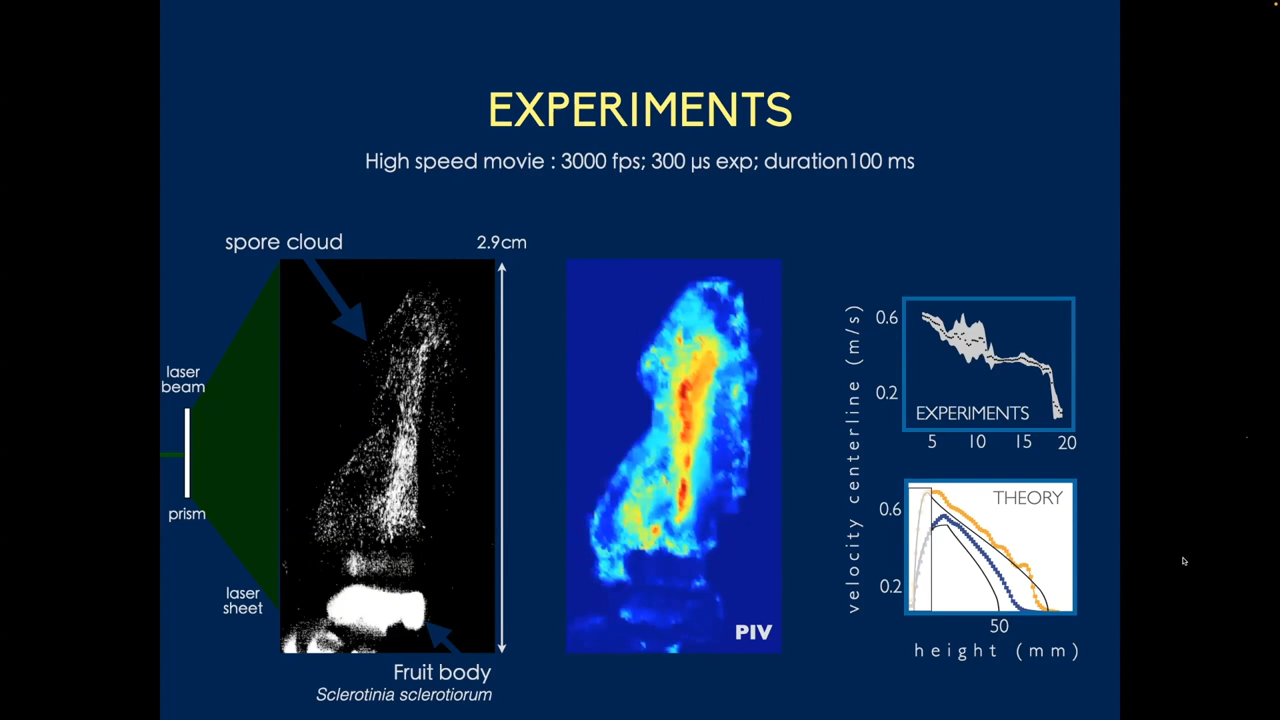 EXPERIMENTS
High speed movie : 3000 fps; 300 µs exp; duration100 ms
spore cloud
2.9cm
laser
beam
prism
laser
sheet
Fruit body
Sclerotinia sclerotiorum
PIV
velocity centerline (m/s)
0.6
0.2
EXPERIMENTS
5 10 15 20
THEORY
0.6
0.2
50
height (mm)